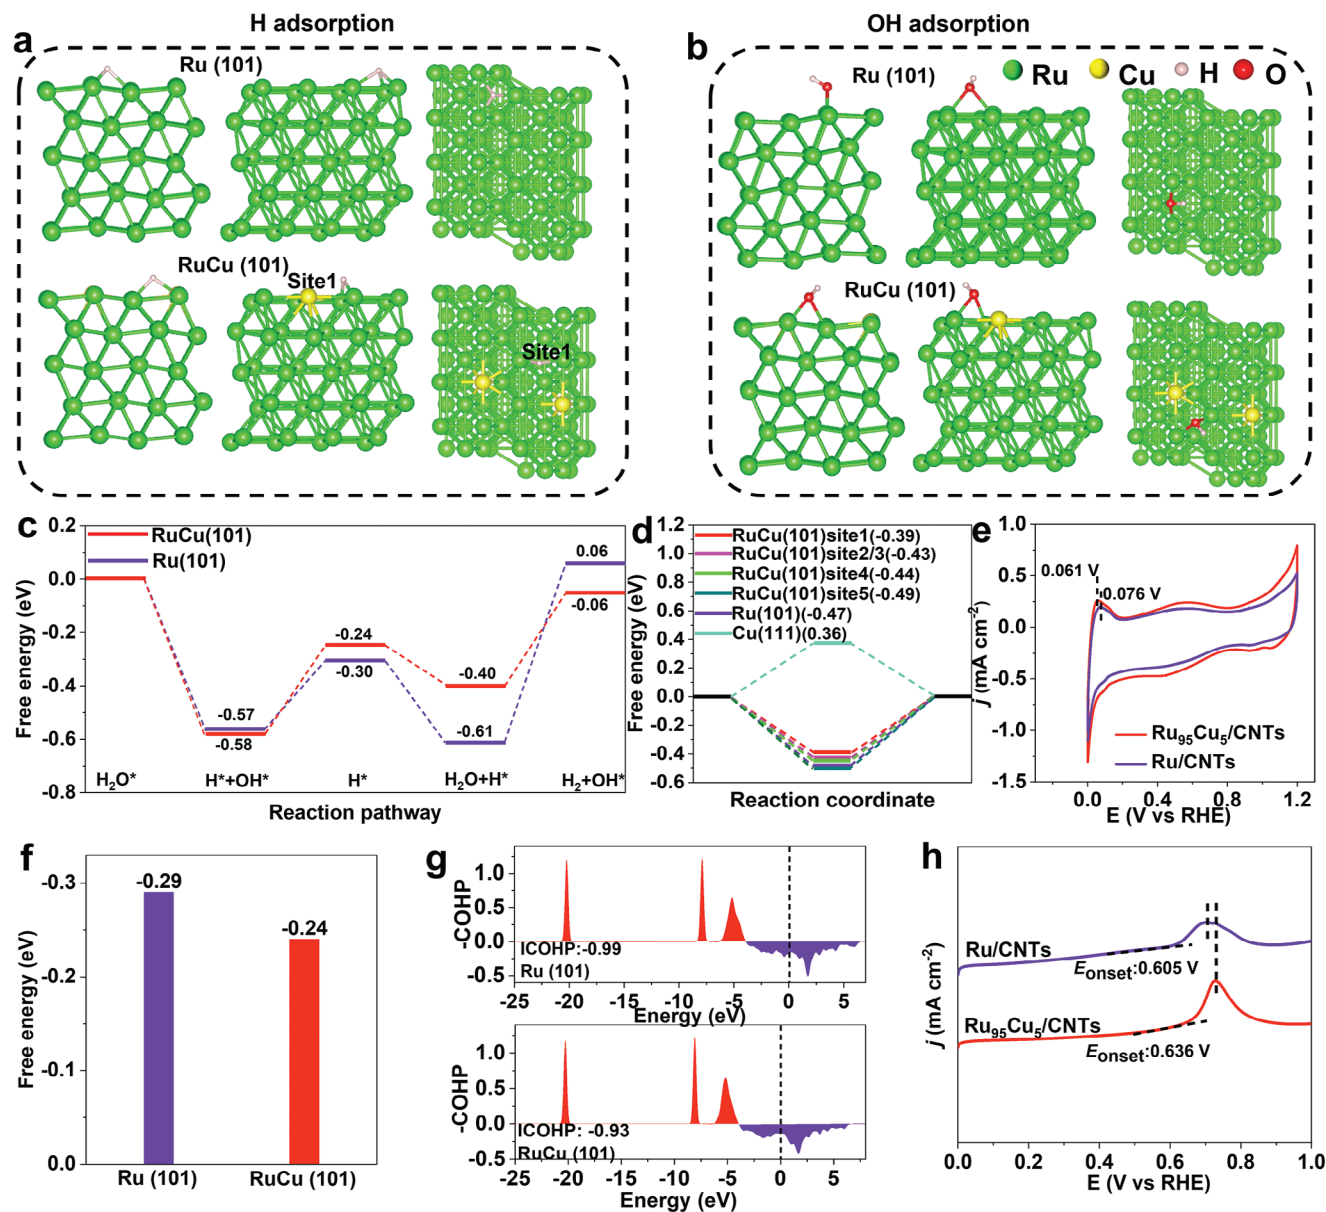 H adsorption
OH adsorption
a
Ru (101)
RuCu (101)
Site1
Site1
b
Ru (101)
Ru Cu H O
RuCu (101)
c
0.2
0.0
-0.2
-0.4
-0.6
-0.8
Free energy (eV)
RuCu(101)
Ru(101)
-0.57
-0.58
-0.24
-0.30
-0.40
-0.61
0.06
-0.06
H2O* H*+OH* H* H2O+H* H2+OH*
Reaction pathway
d
1.2
1.0
0.8
0.6
0.4
0.2
0.0
-0.2
-0.4
-0.6
Free energy (eV)
RuCu(101)site1(-0.39)
RuCu(101)site2/3(-0.43)
RuCu(101)site4(-0.44)
RuCu(101)site5(-0.49)
Ru(101)(-0.47)
Cu(111)(0.36)
Reaction coordinate
e
1.0
0.5
0.0
-0.5
-1.0
-1.5
j (mA cm-2)
0.061 V
0.076 V
Ru95Cu5/CNTs
Ru/CNTs
0.0 0.4 0.8 1.2
E (V vs RHE)
f
-0.3
-0.2
-0.1
0.0
Free energy (eV)
-0.29
-0.24
Ru (101) RuCu (101)
g
1.0
0.5
0.0
-0.5
-COHP
ICOHP:-0.99
Ru (101)
-25 -20 -15 -10 -5 0 5
Energy (eV)
1.0
0.5
0.0
-0.5
-COHP
ICOHP: -0.93
RuCu (101)
-25 -20 -15 -10 -5 0 5
Energy (eV)
h
j (mA cm-2)
Ru/CNTs
Eonset:0.605 V
Ru95Cu5/CNTs
Eonset:0.636 V
0.0 0.2 0.4 0.6 0.8 1.0
E (V vs RHE)